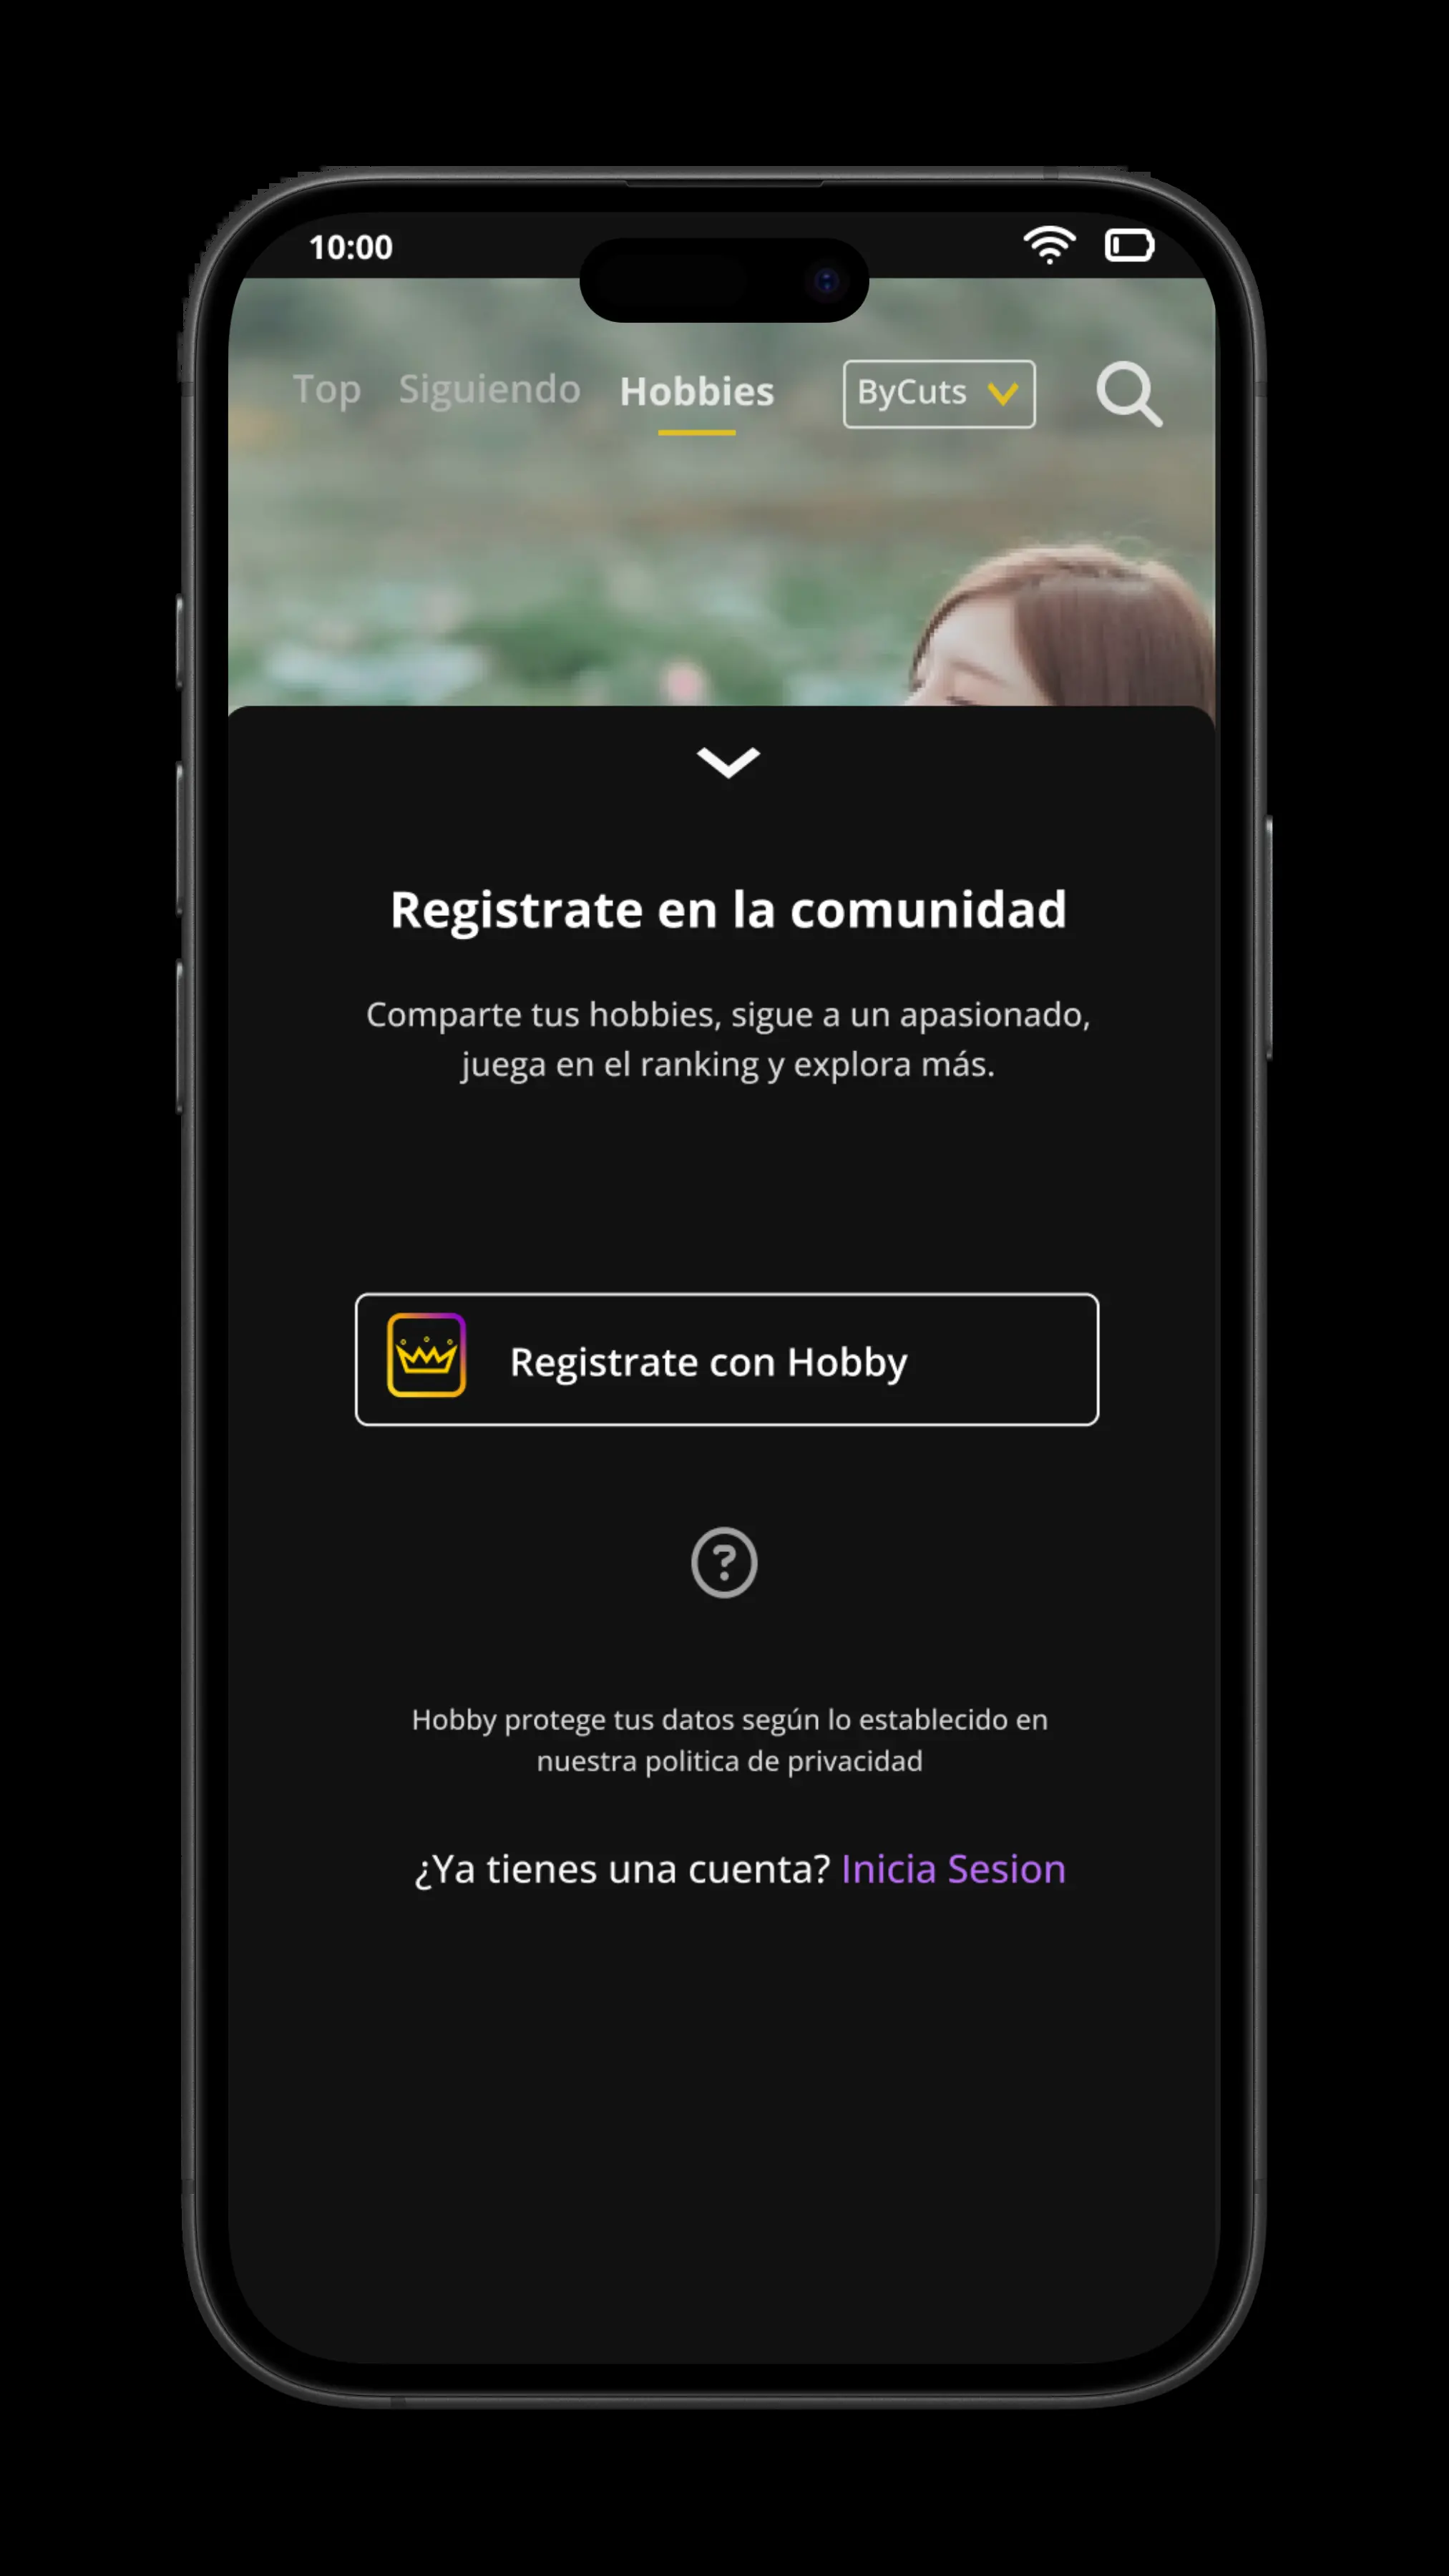 10:00
Top Siguiendo Hobbies ByCuts
Registrate en la comunidad
Comparte tus hobbies, sigue a un apasionado,
juega en el ranking y explora más.
Registrate con Hobby
?
Hobby protege tus datos según lo establecido en
nuestra politica de privacidad
¿Ya tienes una cuenta? Inicia Sesion